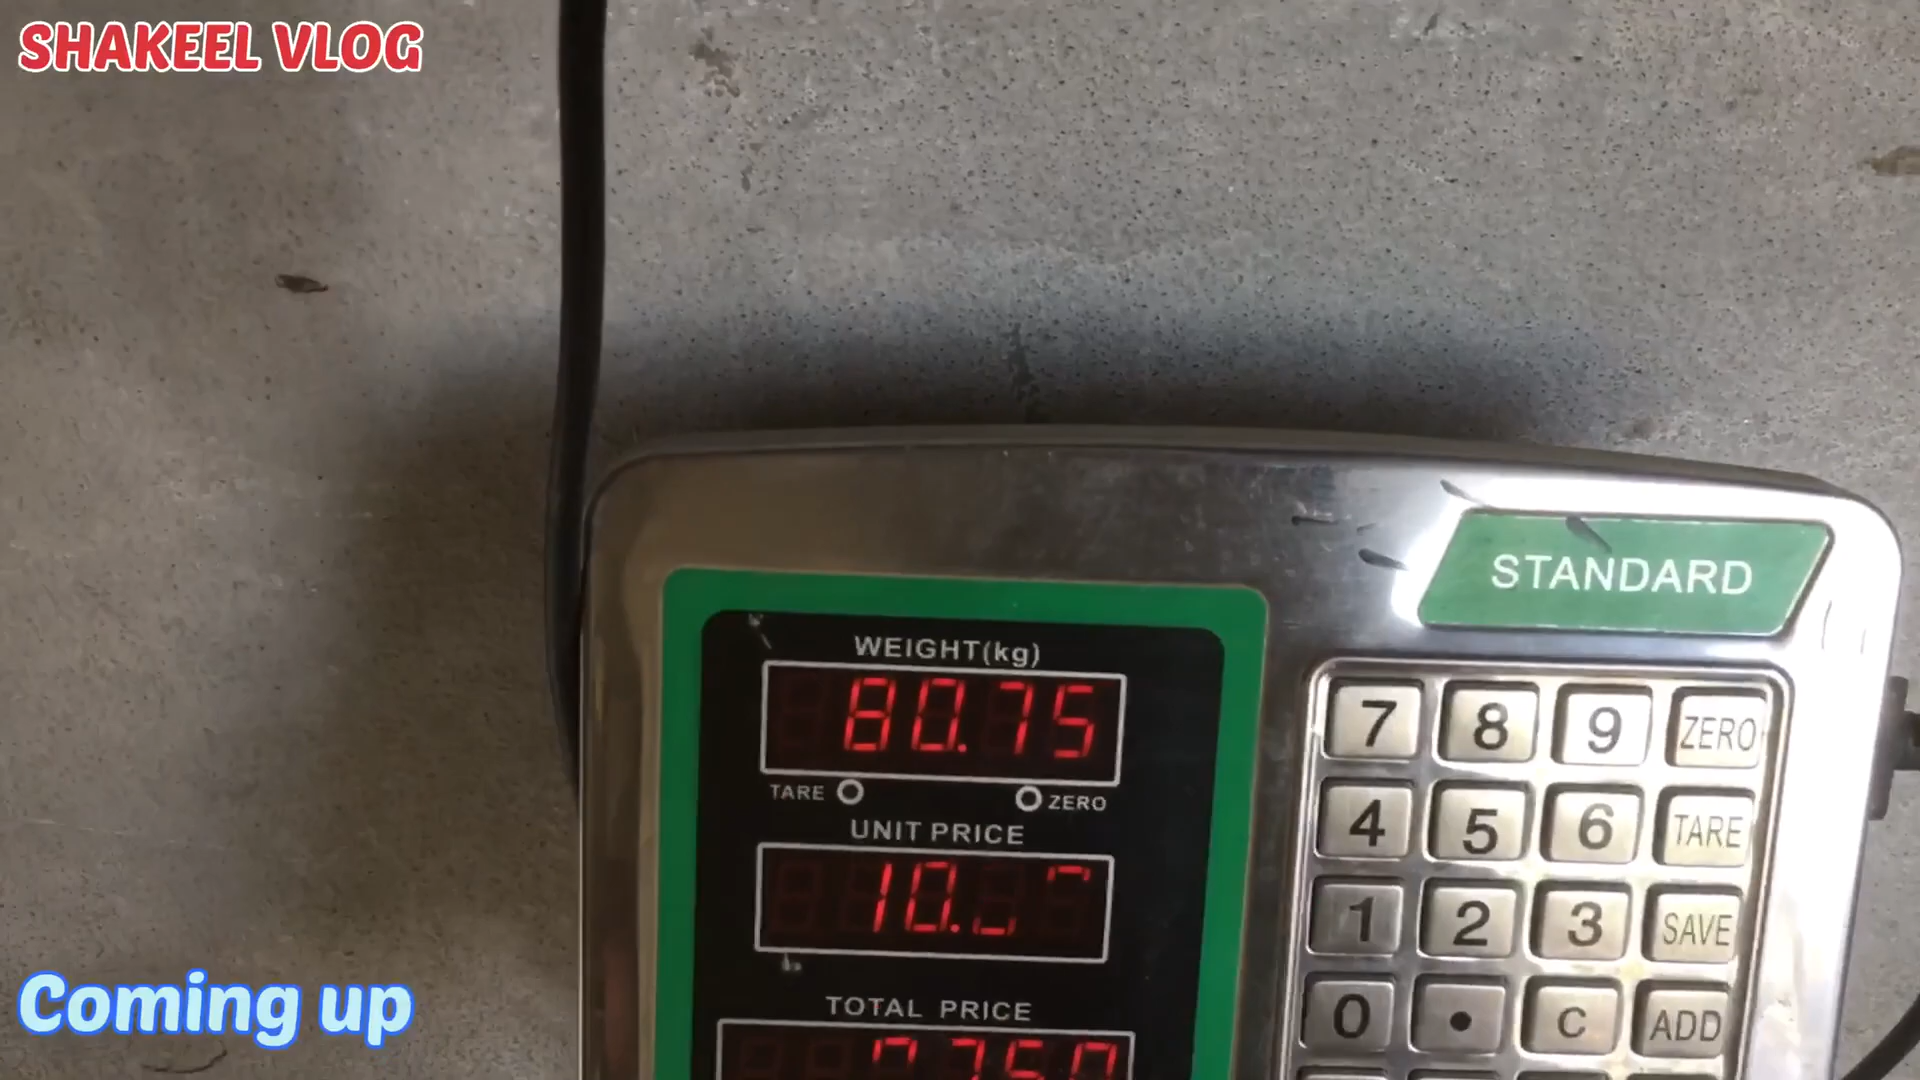 SHAKEEL VLOG
STANDARD
WEIGHT(kg)
80.75
TARE ZERO
UNIT PRICE
TOTAL PRICE
7 8 9 ZERO
4 5 6 TARE
1 2 3 SAVE
0 • C ADD
Coming up